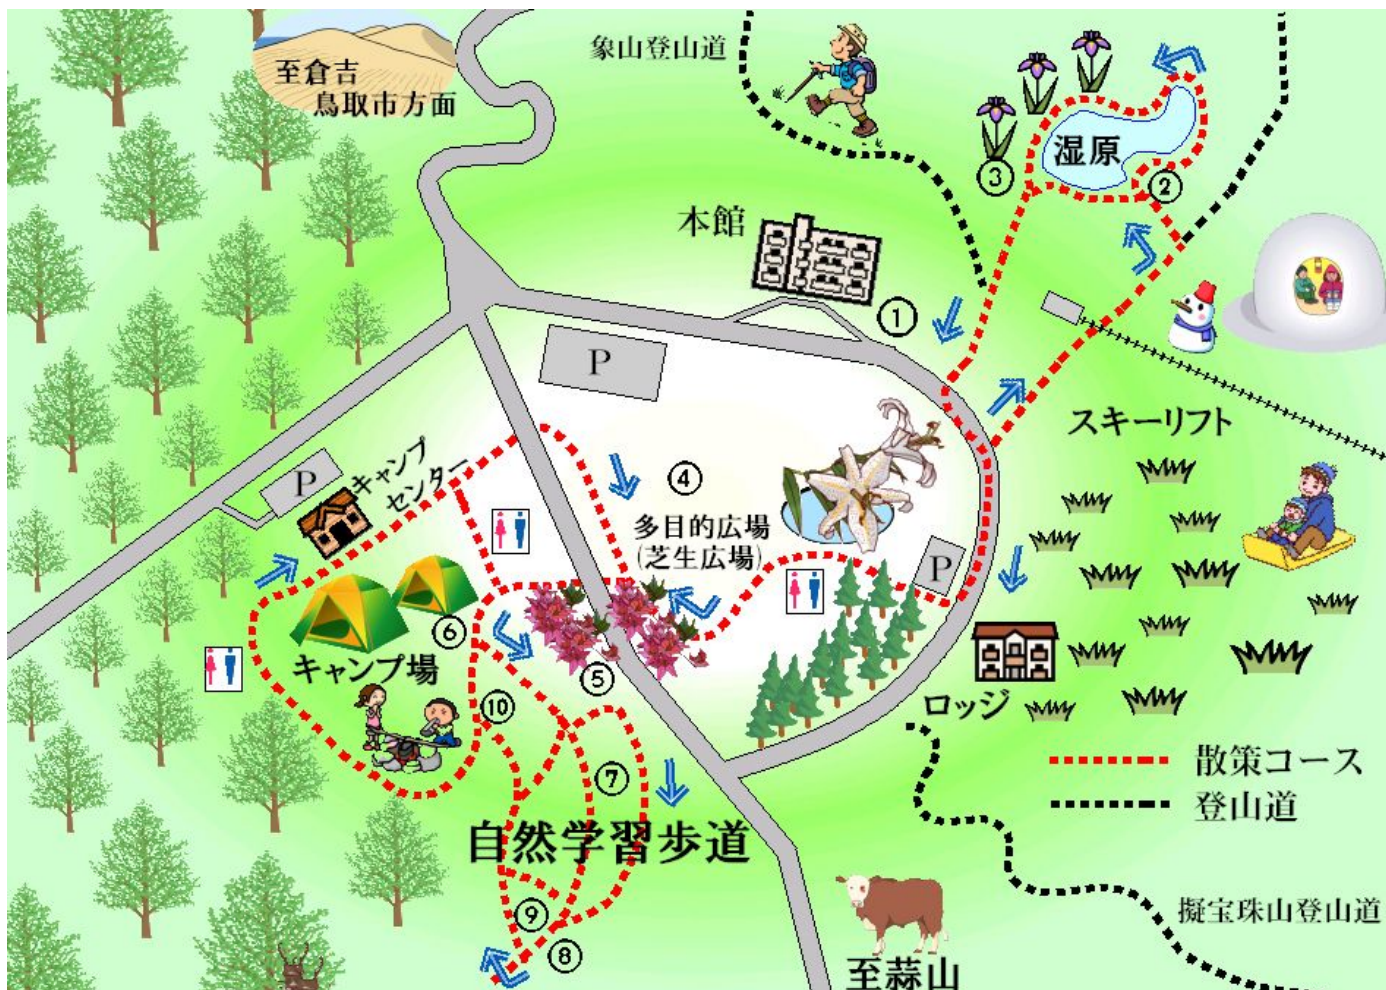 至倉吉
鳥取市方面
象山登山道
湿原
③
②
本館
①
P
スキーリフト
キャンプ
センター
P
④
多目的広場
(芝生広場)
P
⑥
キャンプ場
⑤
⑩
ロッジ
⑦
散策コース
登山道
自然学習歩道
⑨
⑧
擬宝珠山登山道
至蒜山